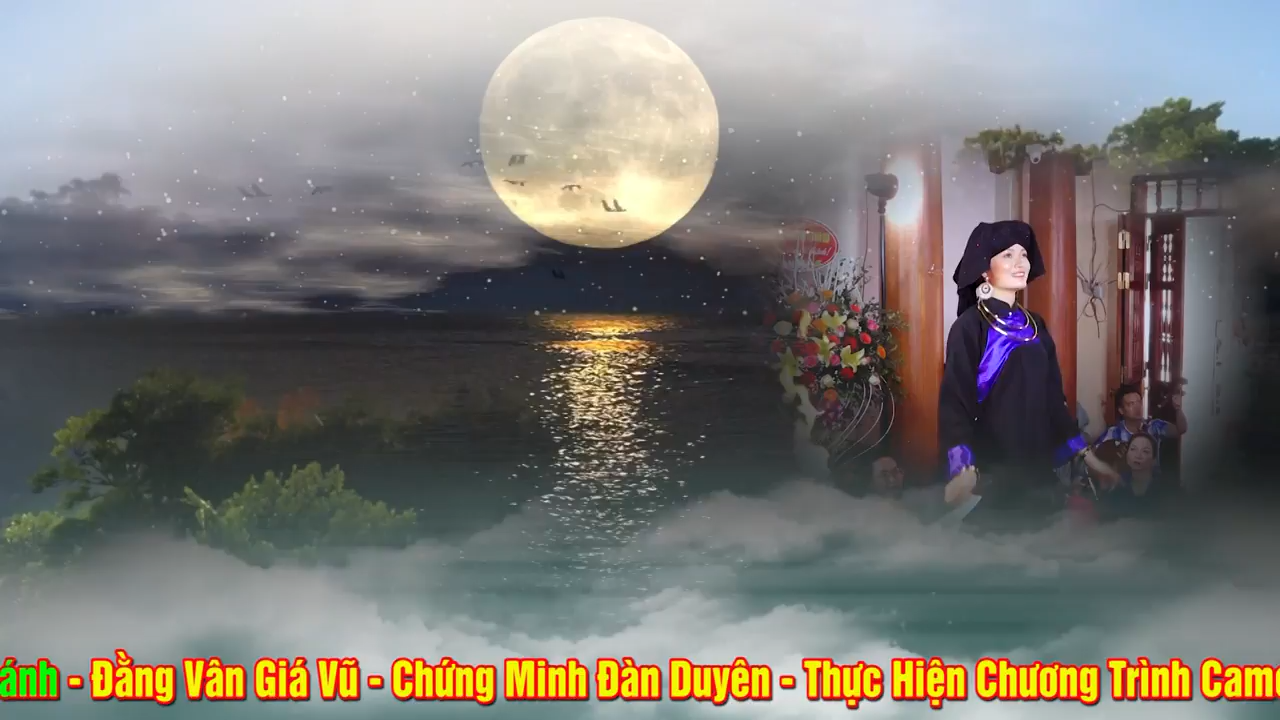 ánh - Đằng Vân Giá Vũ - Chứng Minh Đàn Duyên - Thực Hiện Chương Trình Came